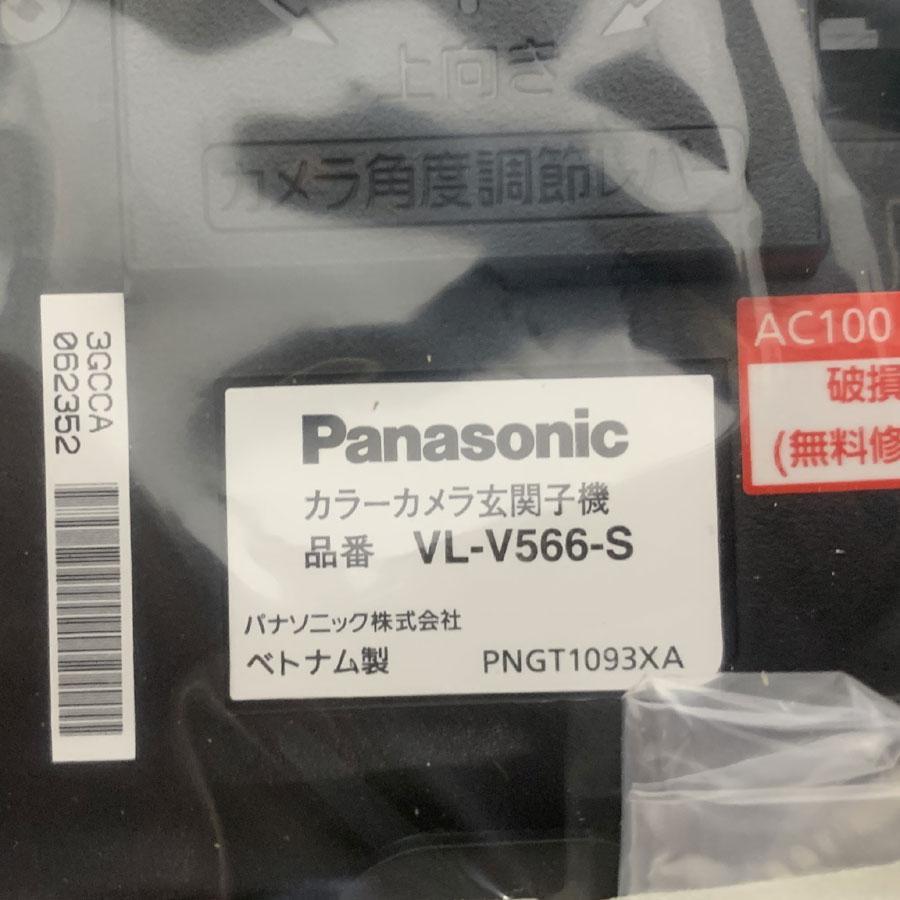 上向き
カメラ角度調節レバー
3GCCA
062352
AC100
破損
(無料修
Panasonic
カラーカメラ玄関子機
品番 VL-V566-S
パナソニック株式会社
ベトナム製 PNGT1093XA